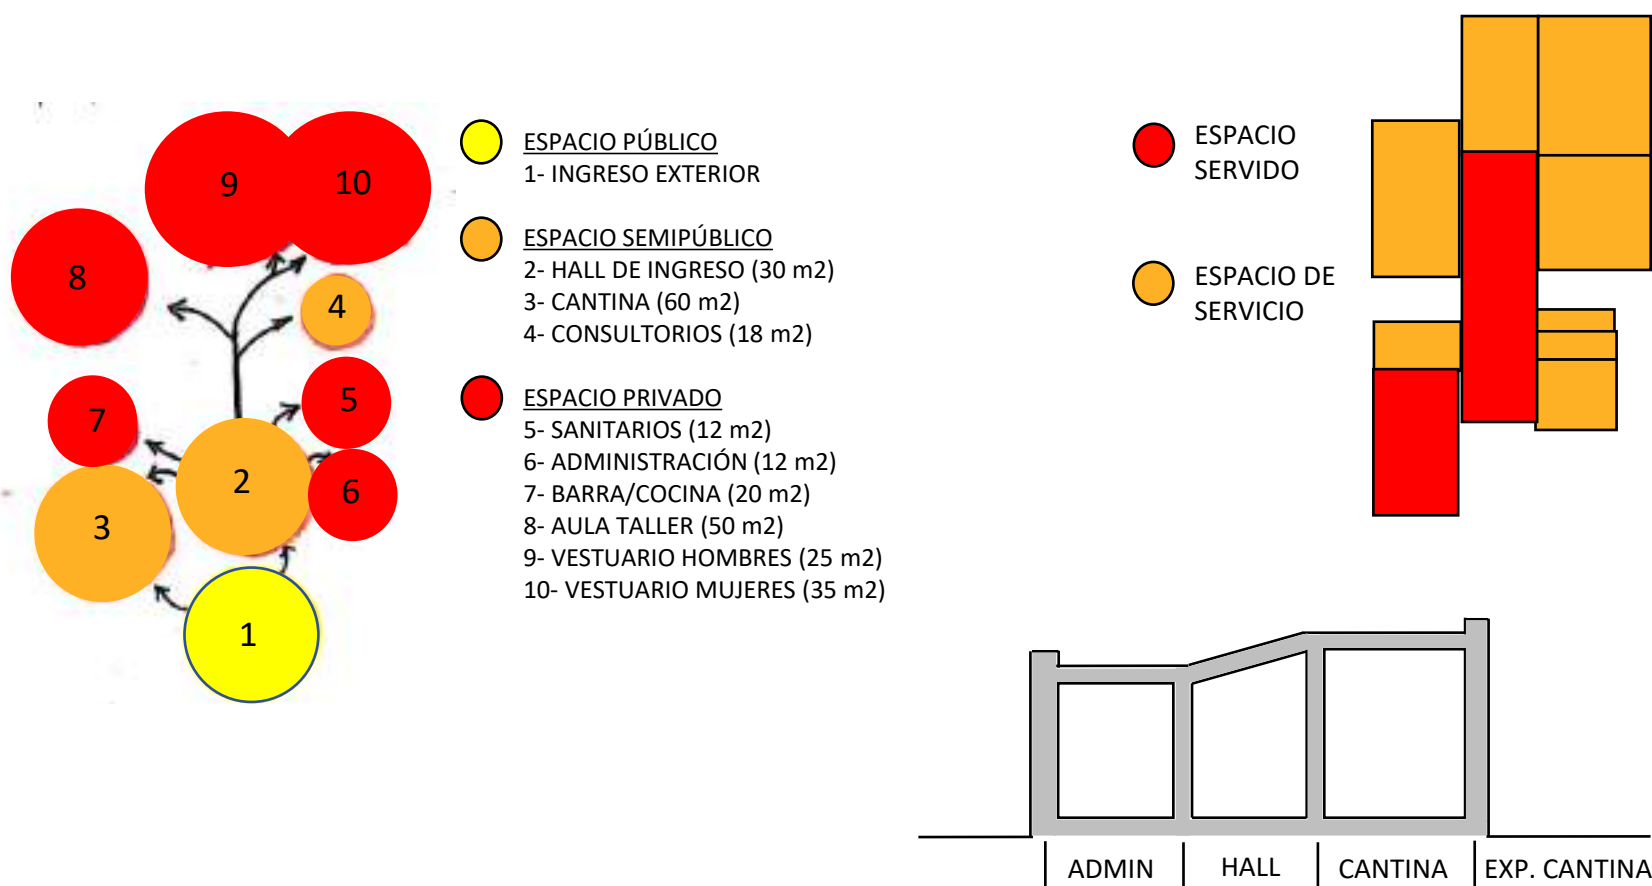 9
10
8
4
5
7
2
6
3
1
ESPACIO PÚBLICO
1- INGRESO EXTERIOR
ESPACIO SEMIPÚBLICO
2- HALL DE INGRESO (30 m2)
3- CANTINA (60 m2)
4- CONSULTORIOS (18 m2)
ESPACIO PRIVADO
5- SANITARIOS (12 m2)
6- ADMINISTRACIÓN (12 m2)
7- BARRA/COCINA (20 m2)
8- AULA TALLER (50 m2)
9- VESTUARIO HOMBRES (25 m2)
10- VESTUARIO MUJERES (35 m2)
ESPACIO
SERVIDO
ESPACIO DE
SERVICIO
ADMIN
HALL
CANTINA
EXP. CANTINA